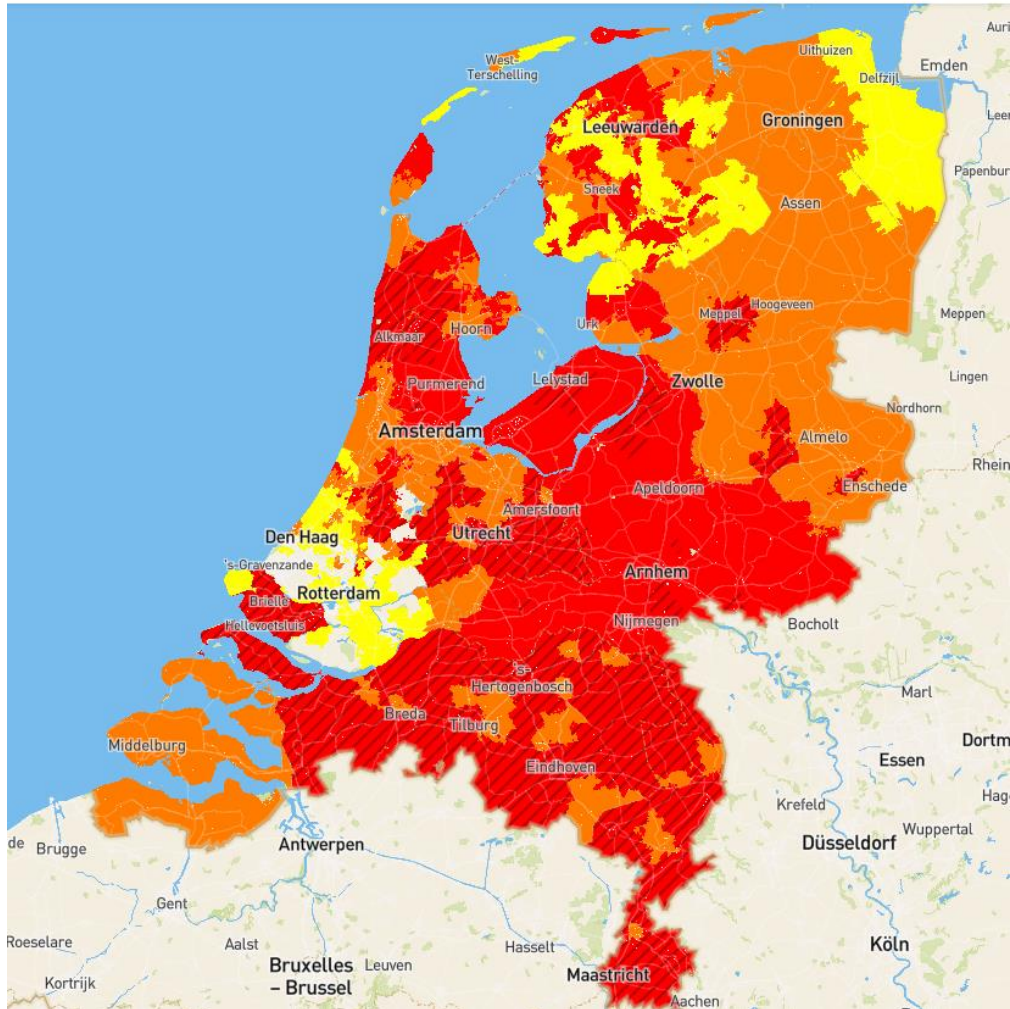 Auri
Uithuizen
West-
Terschelling
Emden
Delfzijl
Leer
Leeuwarden
Groningen
Papenbur
Sneek
Assen
Hoogeveen
Meppel
Meppen
Urk
Alkmaar
Hoorn
Lelystad
Zwolle
Lingen
Purmerend
Nordhorn
Amsterdam
Almelo
Rhein
Apeldoorn
Enschede
Amersfoort
Den Haag
Utrecht
's-Gravenzande
Arnhem
Rotterdam
Brielle
Hellevoetsluis
Nijmegen
Bocholt
's-
Hertogenbosch
Marl
Breda
Tilburg
Middelburg
Dortm
Essen
Eindhoven
Hage
Krefeld
Wuppertal
de
Brugge
Antwerpen
Düsseldorf
Gent
Roeselare
Aalst
Hasselt
Köln
Bruxelles
– Brussel
Leuven
Maastricht
Kortrijk
Aachen